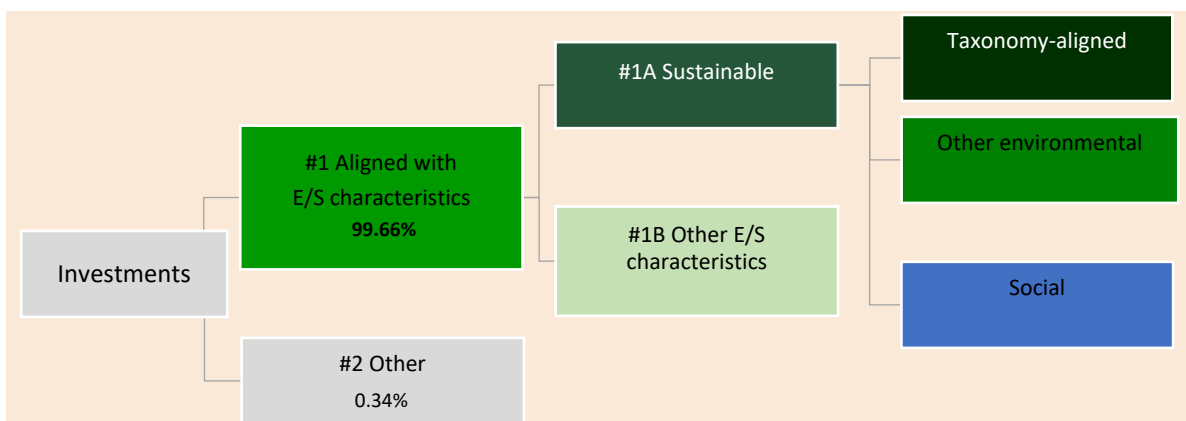 Investments
#1 Aligned with
E/S characteristics
99.66%
#2 Other
0.34%
#1A Sustainable
#1B Other E/S
characteristics
Taxonomy-aligned
Other environmental
Social